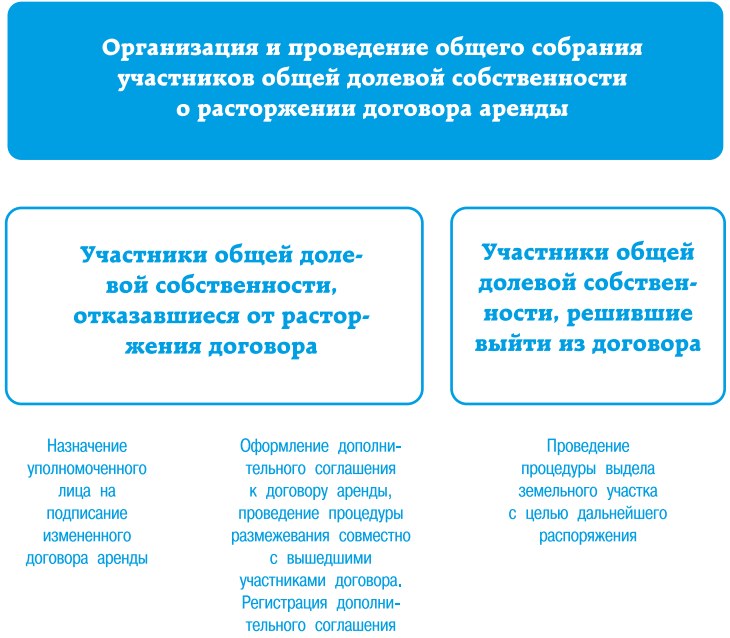 Организация и проведение общего собрания
участников общей долевой собственности
о расторжении договора аренды
Участники общей доле-
вой собственности,
отказавшиеся от растор-
жения договора
Участники общей
долевой собствен-
ности, решившие
выйти из договора
Назначение
уполномоченного
лица на
подписание
измененного
договора аренды
Оформление дополни-
тельного соглашения
к договору аренды,
проведение процедуры
размежевания совместно
с вышедшими
участниками договора.
Регистрация дополни-
тельного соглашения
Проведение
процедуры выдела
земельного участка
с целью дальнейшего
распоряжения